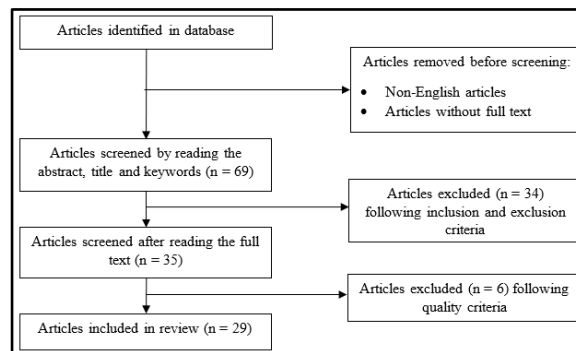 Articles identified in database
Articles removed before screening:
• Non-English articles
• Articles without full text
Articles screened by reading the
abstract, title and keywords (n = 69)
Articles excluded (n = 34)
following inclusion and exclusion
criteria
Articles screened after reading the full
text (n = 35)
Articles excluded (n = 6) following
quality criteria
Articles included in review (n = 29)